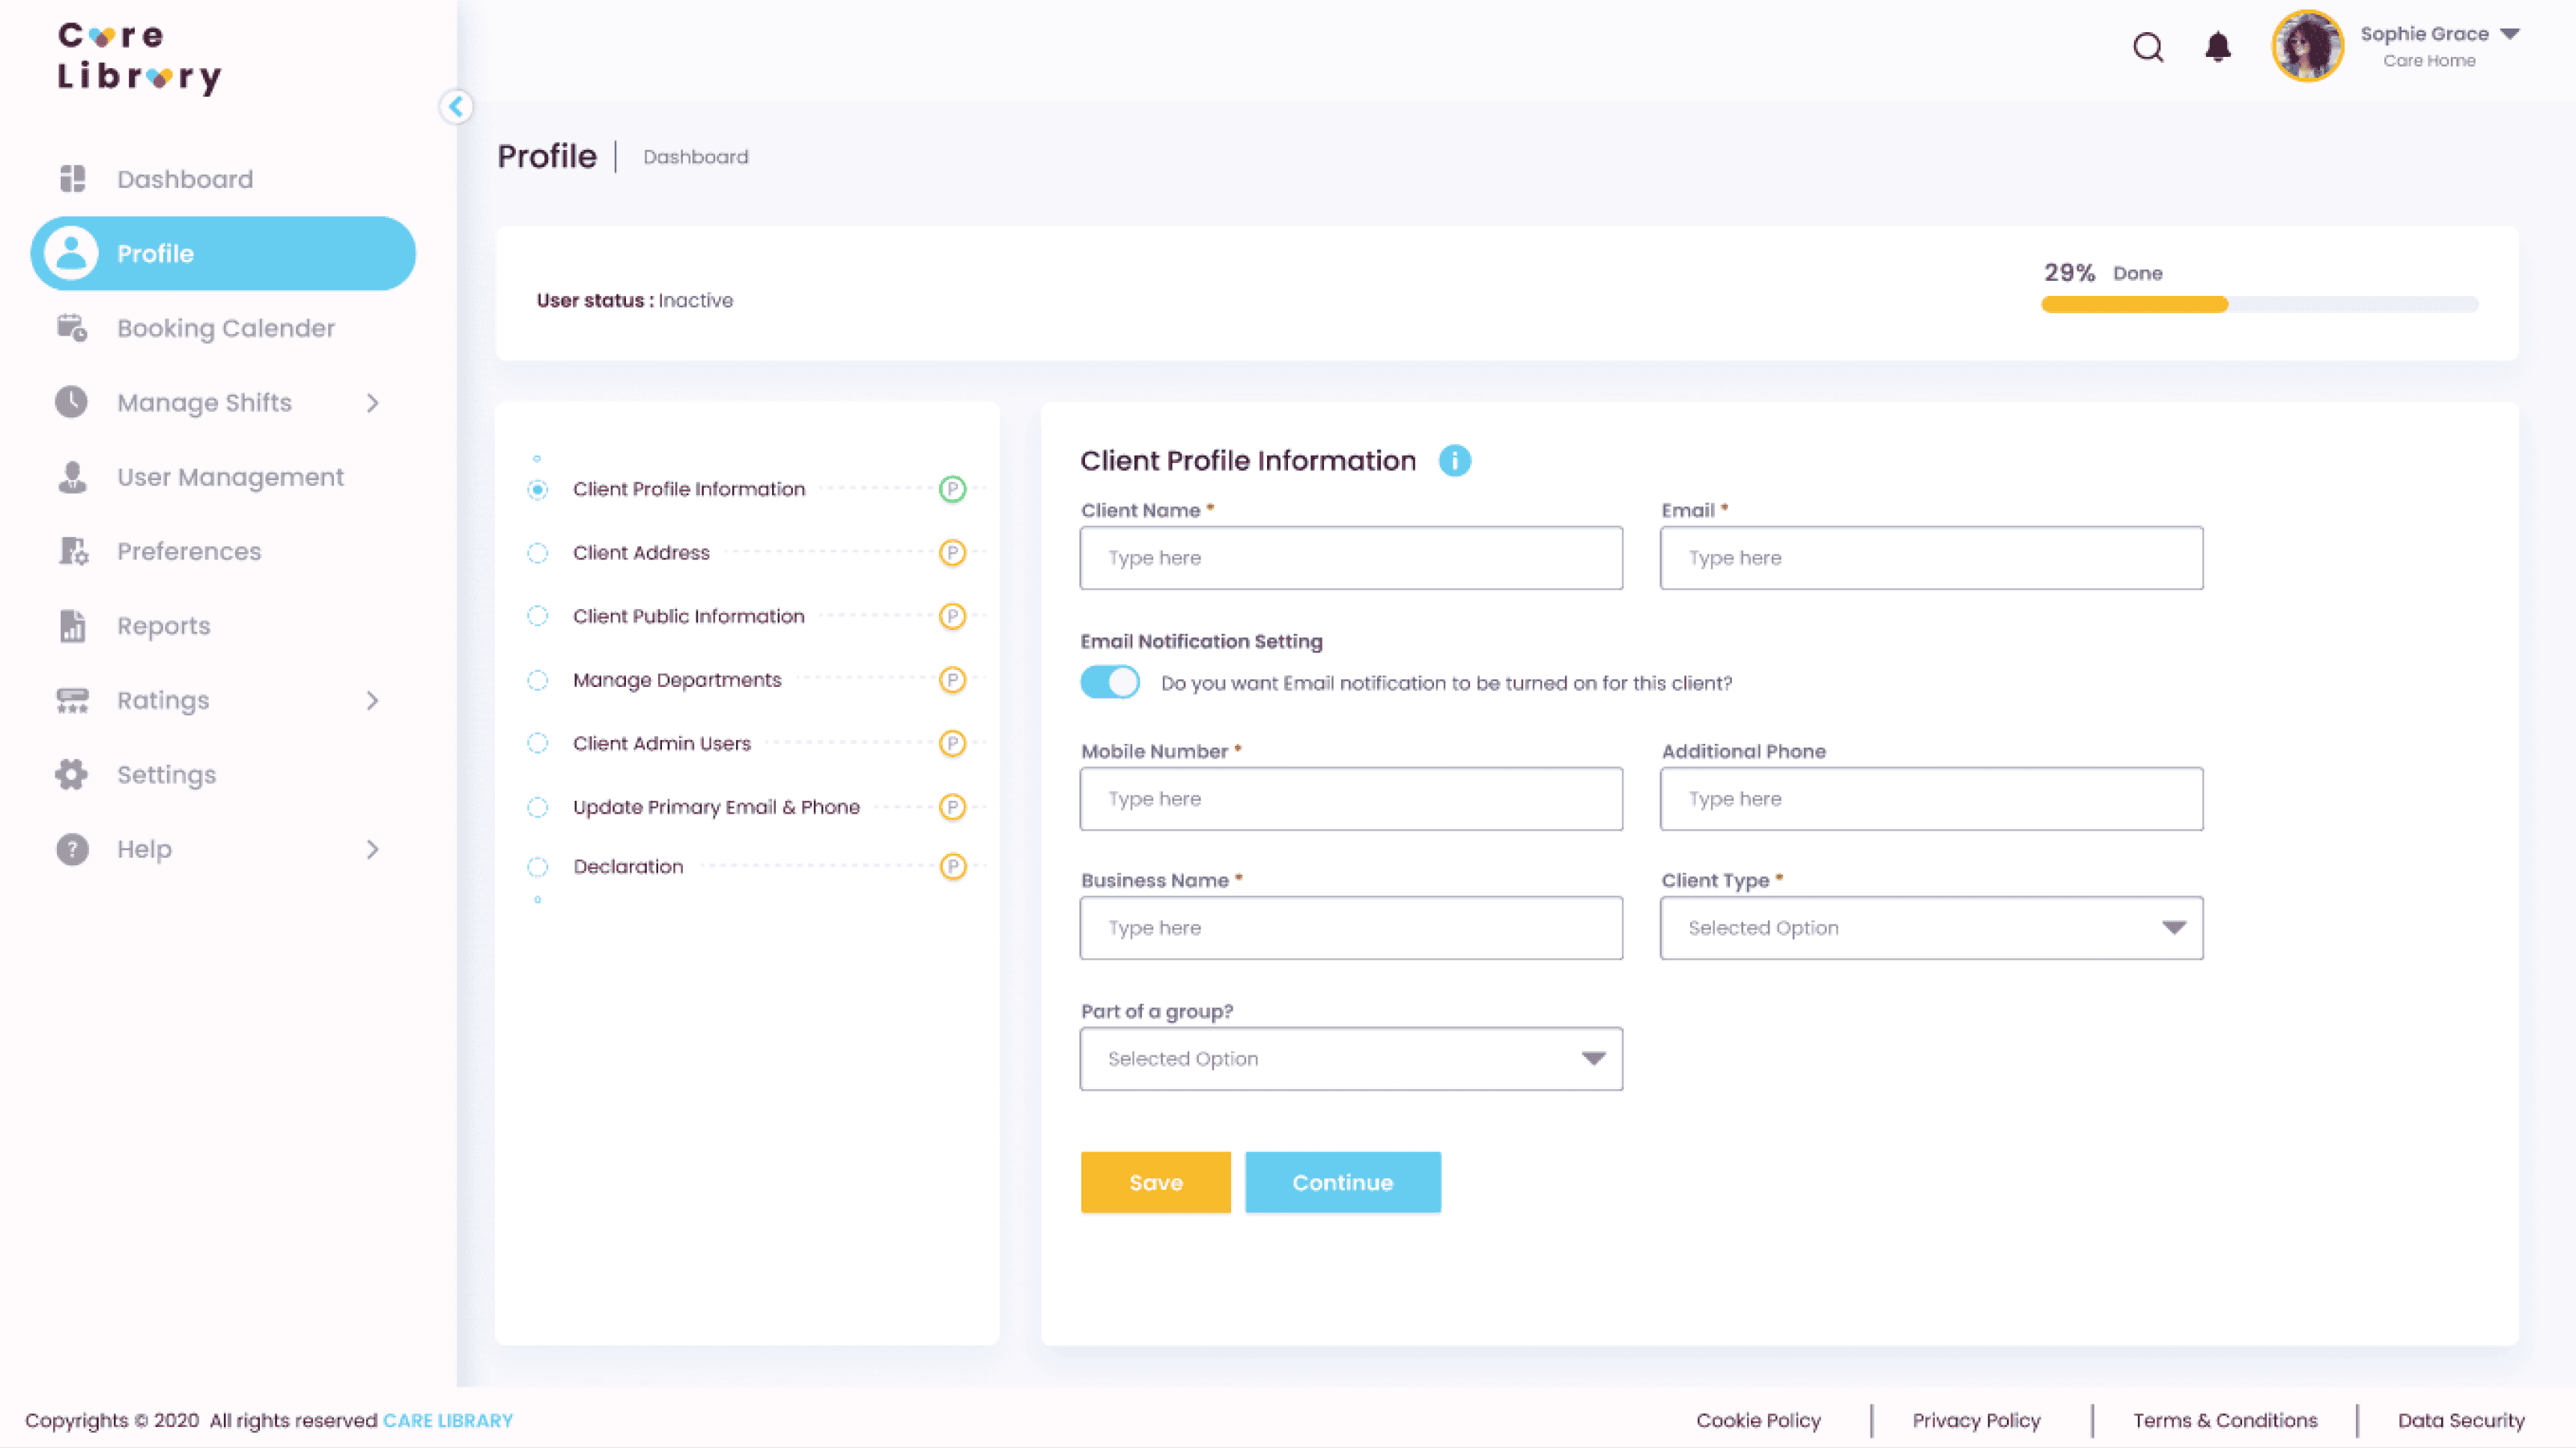 Care
Library
Sophie Grace
Care Home
Profile
Dashboard
Dashboard
Profile
Booking Calender
Manage Shifts
User Management
Preferences
Reports
Ratings
Settings
Help
User status : Inactive
29% Done
Client Profile Information P
Client Address P
Client Public Information P
Manage Departments P
Client Admin Users P
Update Primary Email & Phone P
Declaration P
Client Profile Information i
Client Name *
Type here
Email *
Type here
Email Notification Setting
Do you want Email notification to be turned on for this client?
Mobile Number *
Type here
Additional Phone
Type here
Business Name *
Type here
Client Type *
Selected Option
Part of a group?
Selected Option
Save
Continue
Copyrights © 2020 All rights reserved CARE LIBRARY
Cookie Policy
Privacy Policy
Terms & Conditions
Data Security